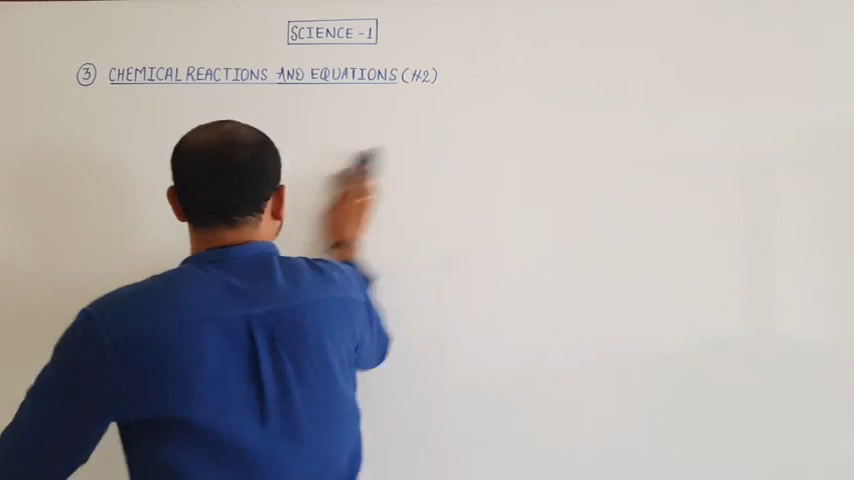 SCIENCE - 1
③ CHEMICAL REACTIONS AND EQUATIONS (H.2)